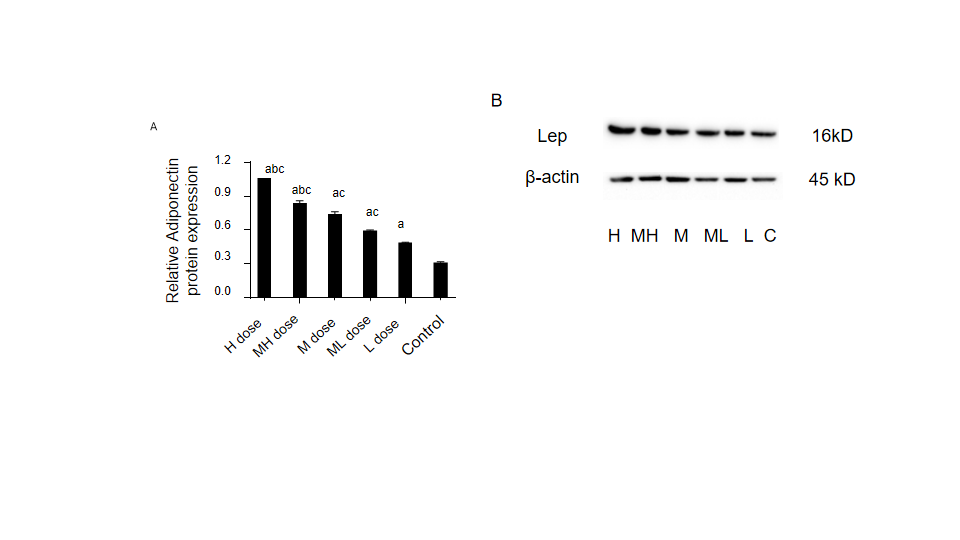 A
Relative Adiponectin
protein expression
1.2
0.9
0.6
0.3
0.0
abc
abc
ac
ac
a
H dose
MH dose
M dose
ML dose
L dose
Control
B
Lep
16kD
β-actin
45 kD
H MH M ML L C